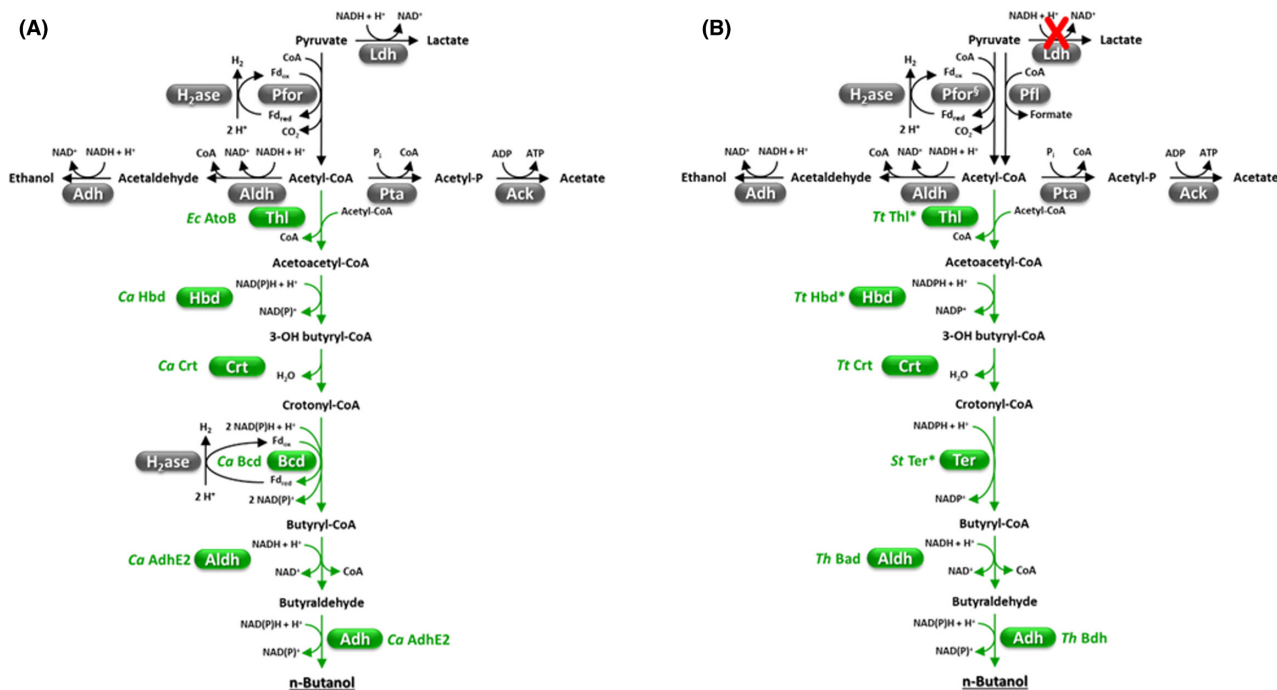 (A)
NADH + H⁺ NAD⁺
Pyruvate Lactate
Ldh
CoA
H₂ Fdₒₓ
H₂ase Pfor
Fd_red
2 H⁺ CO₂
NAD⁺ NADH + H⁺ CoA NAD⁺ NADH + H⁺ Pᵢ CoA ADP ATP
Ethanol Acetaldehyde Acetyl-CoA Acetyl-P Acetate
Adh Aldh Pta Ack
Ec AtoB Thl Acetyl-CoA
CoA
Acetoacetyl-CoA
NAD(P)H + H⁺
Ca Hbd Hbd
NAD(P)⁺
3-OH butyryl-CoA
Ca Crt Crt
H₂O
Crotonyl-CoA
H₂ 2 NAD(P)H + H⁺
Fdₒₓ
H₂ase Ca Bcd Bcd
Fd_red
2 H⁺ 2 NAD(P)⁺
Butyryl-CoA
NADH + H⁺
Ca AdhE2 Aldh
NAD⁺ CoA
Butyraldehyde
NAD(P)H + H⁺
Adh Ca AdhE2
NAD(P)⁺
n-Butanol
(B)
NADH + H⁺ NAD⁺
Pyruvate Lactate
Ldh
CoA CoA
H₂ Fdₒₓ
H₂ase Pfor§ Pfl
Fd_red Formate
2 H⁺ CO₂
NAD⁺ NADH + H⁺ CoA NAD⁺ NADH + H⁺ Pᵢ CoA ADP ATP
Ethanol Acetaldehyde Acetyl-CoA Acetyl-P Acetate
Adh Aldh Pta Ack
Tt Thl* Thl Acetyl-CoA
CoA
Acetoacetyl-CoA
NADPH + H⁺
Tt Hbd* Hbd
NADP⁺
3-OH butyryl-CoA
Tt Crt Crt
H₂O
Crotonyl-CoA
NADPH + H⁺
St Ter* Ter
NADP⁺
Butyryl-CoA
NADH + H⁺
Th Bad Aldh
NAD⁺ CoA
Butyraldehyde
NAD(P)H + H⁺
Adh Th Bdh
NAD(P)⁺
n-Butanol